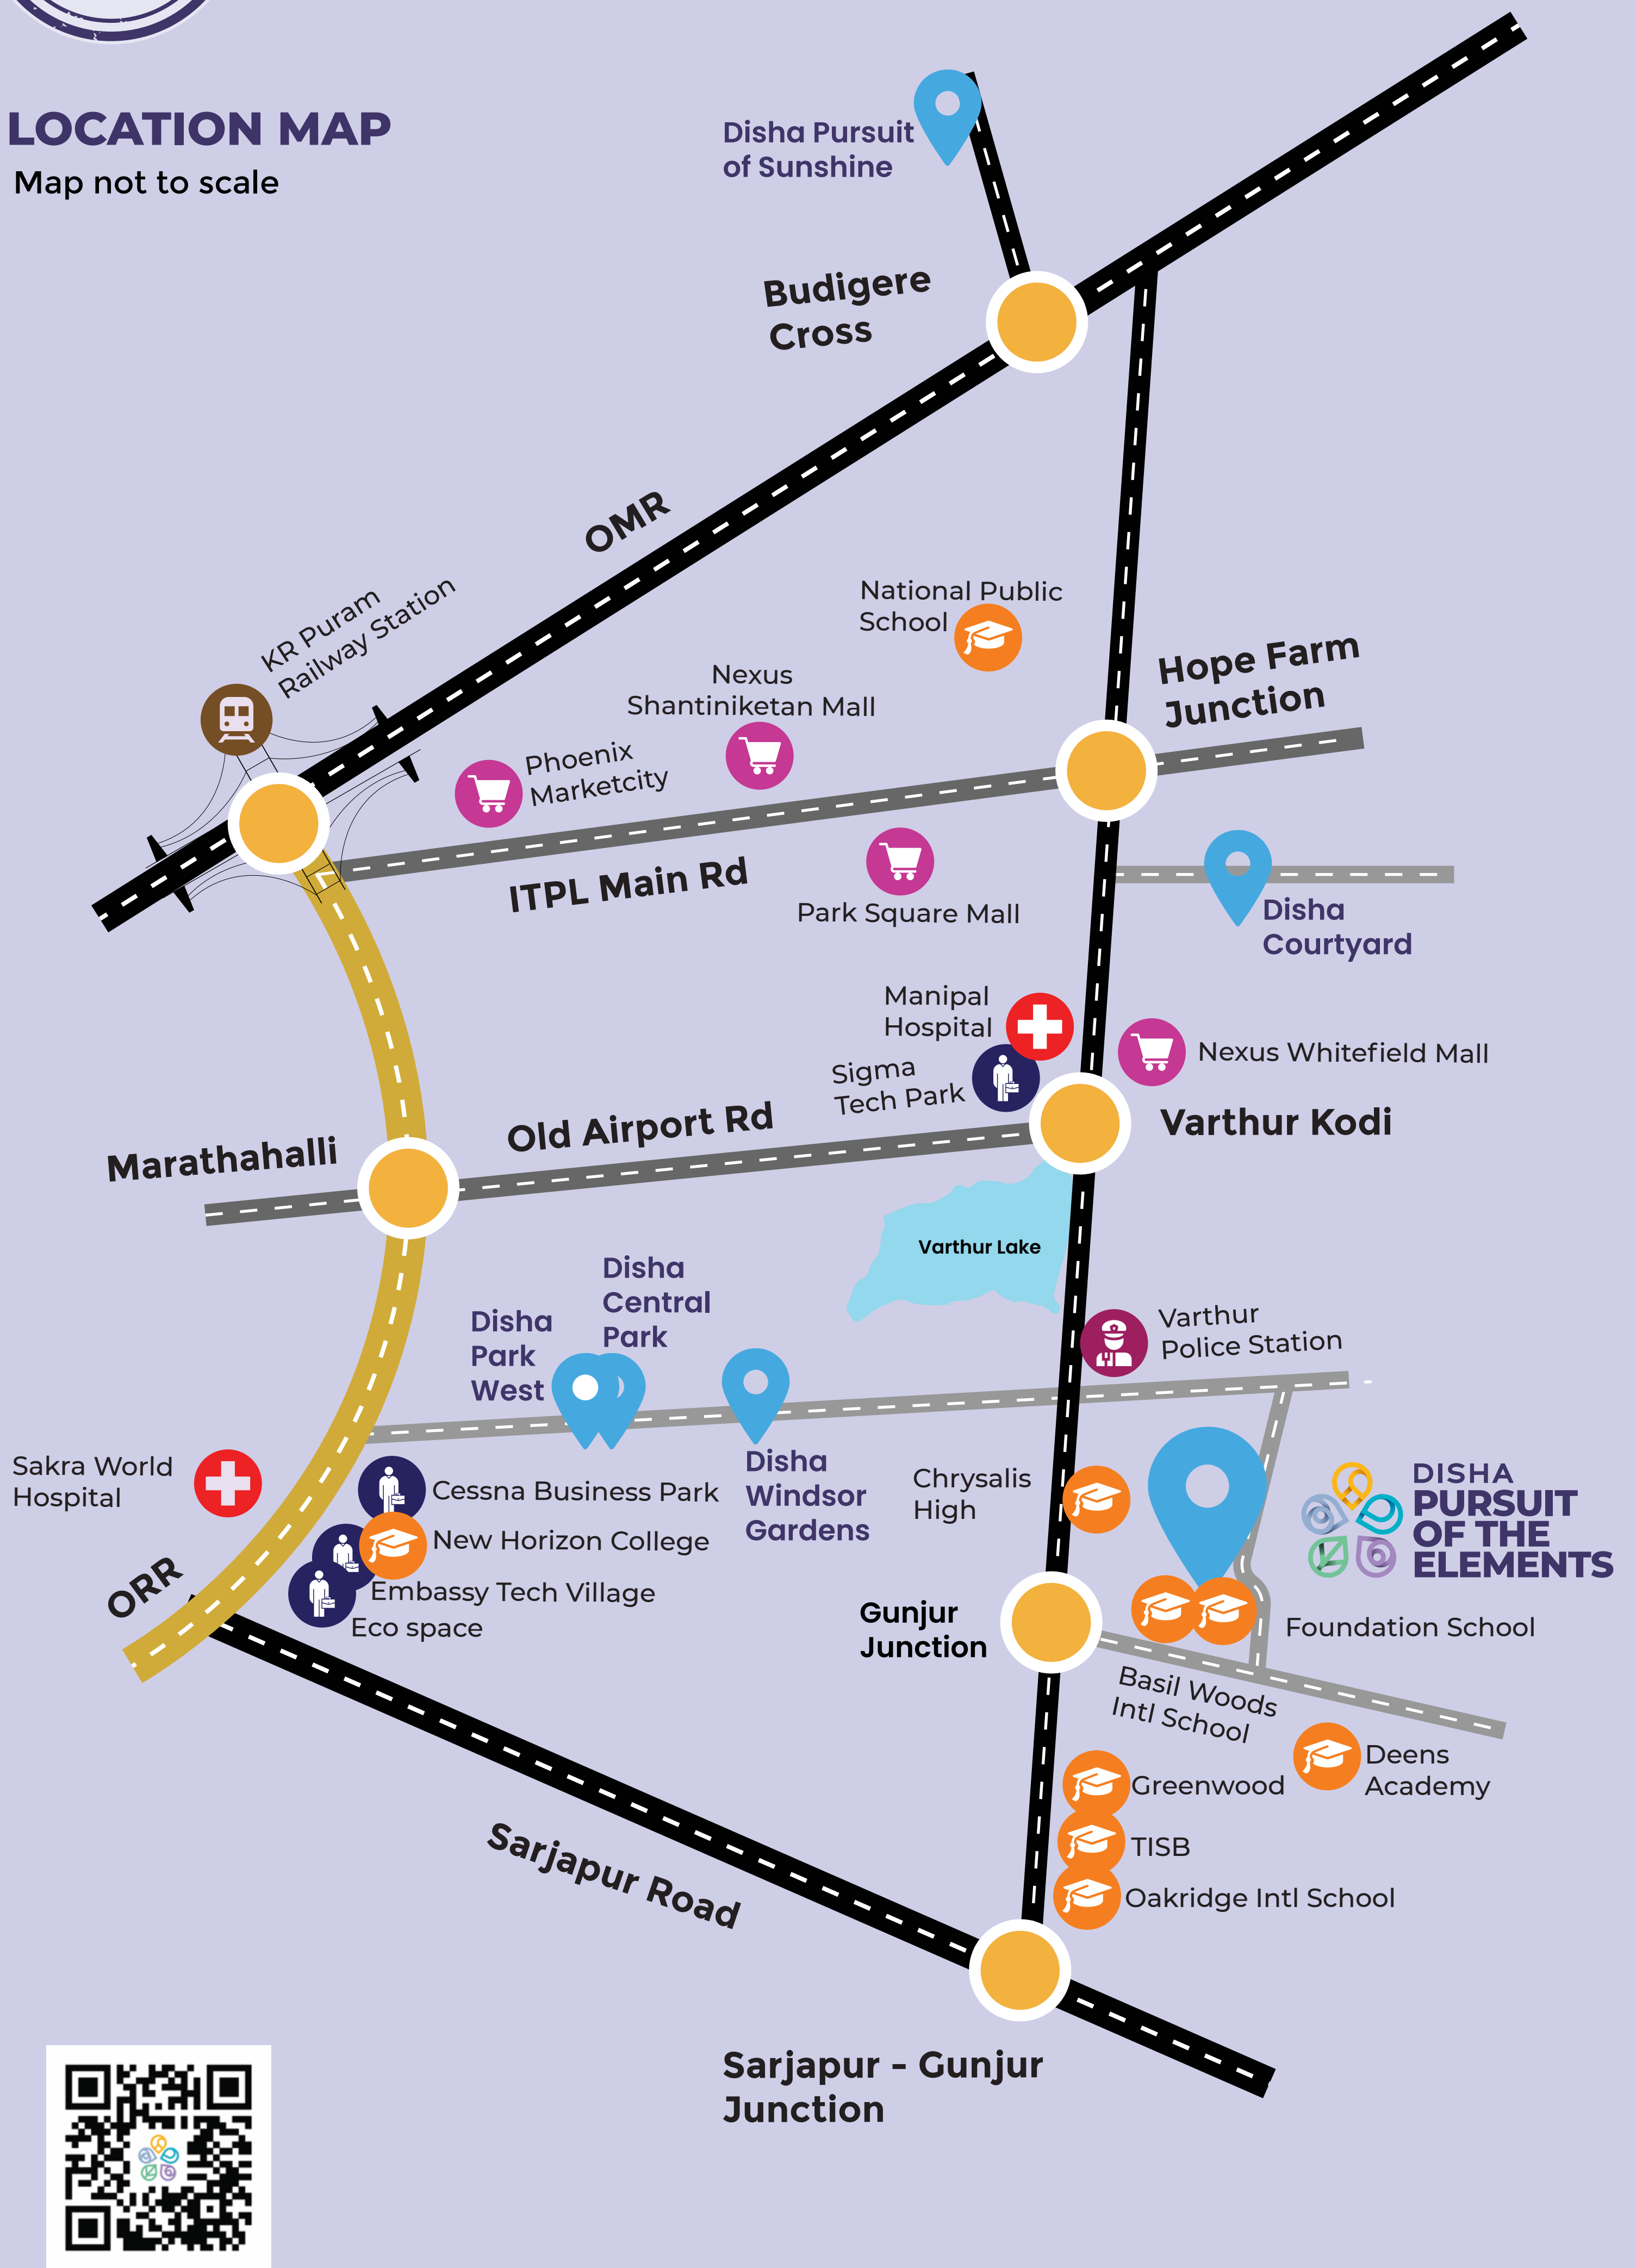 LOCATION MAP
Map not to scale
Disha Pursuit
of Sunshine
Budigere
Cross
OMR
KR Puram
Railway Station
National Public
School
Hope Farm
Junction
Nexus
Shantiniketan Mall
Phoenix
Marketcity
ITPL Main Rd
Park Square Mall
Disha
Courtyard
Manipal
Hospital
Sigma
Tech Park
Nexus Whitefield Mall
Varthur Kodi
Old Airport Rd
Marathahalli
Varthur Lake
Disha
Central
Park
Disha
Park
West
Varthur
Police Station
Sakra World
Hospital
Cessna Business Park
New Horizon College
Embassy Tech Village
Eco space
Disha
Windsor
Gardens
Chrysalis
High
DISHA
PURSUIT
OF THE
ELEMENTS
ORR
Gunjur
Junction
Foundation School
Basil Woods
Intl School
Deens
Academy
Greenwood
TISB
Oakridge Intl School
Sarjapur Road
Sarjapur - Gunjur
Junction